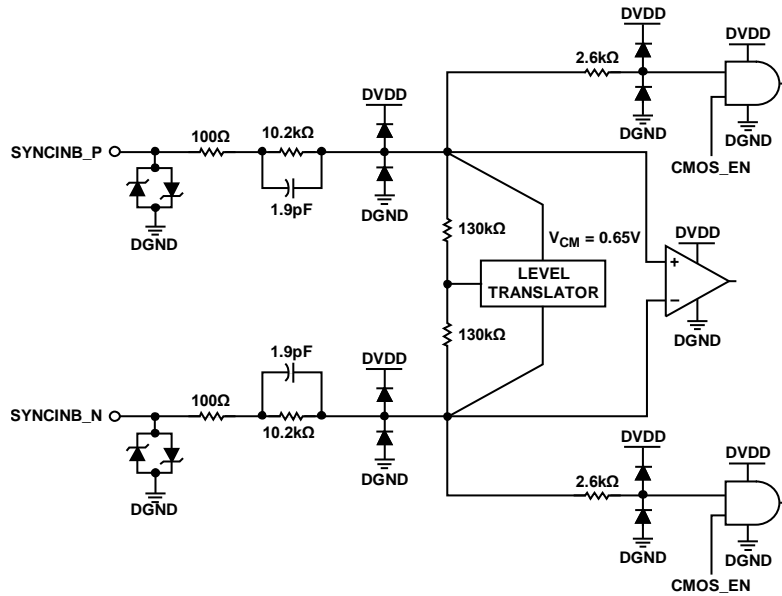 DVDD
DVDD
2.6kΩ
DVDD
DGND
DGND
100Ω
10.2kΩ
SYNCINB_P
CMOS_EN
1.9pF
DGND
DGND
130kΩ
V_CM = 0.65V
DVDD
LEVEL
TRANSLATOR
+
–
130kΩ
1.9pF
DVDD
DGND
100Ω
SYNCINB_N
10.2kΩ
DVDD
DVDD
2.6kΩ
DGND
DGND
DGND
DGND
CMOS_EN